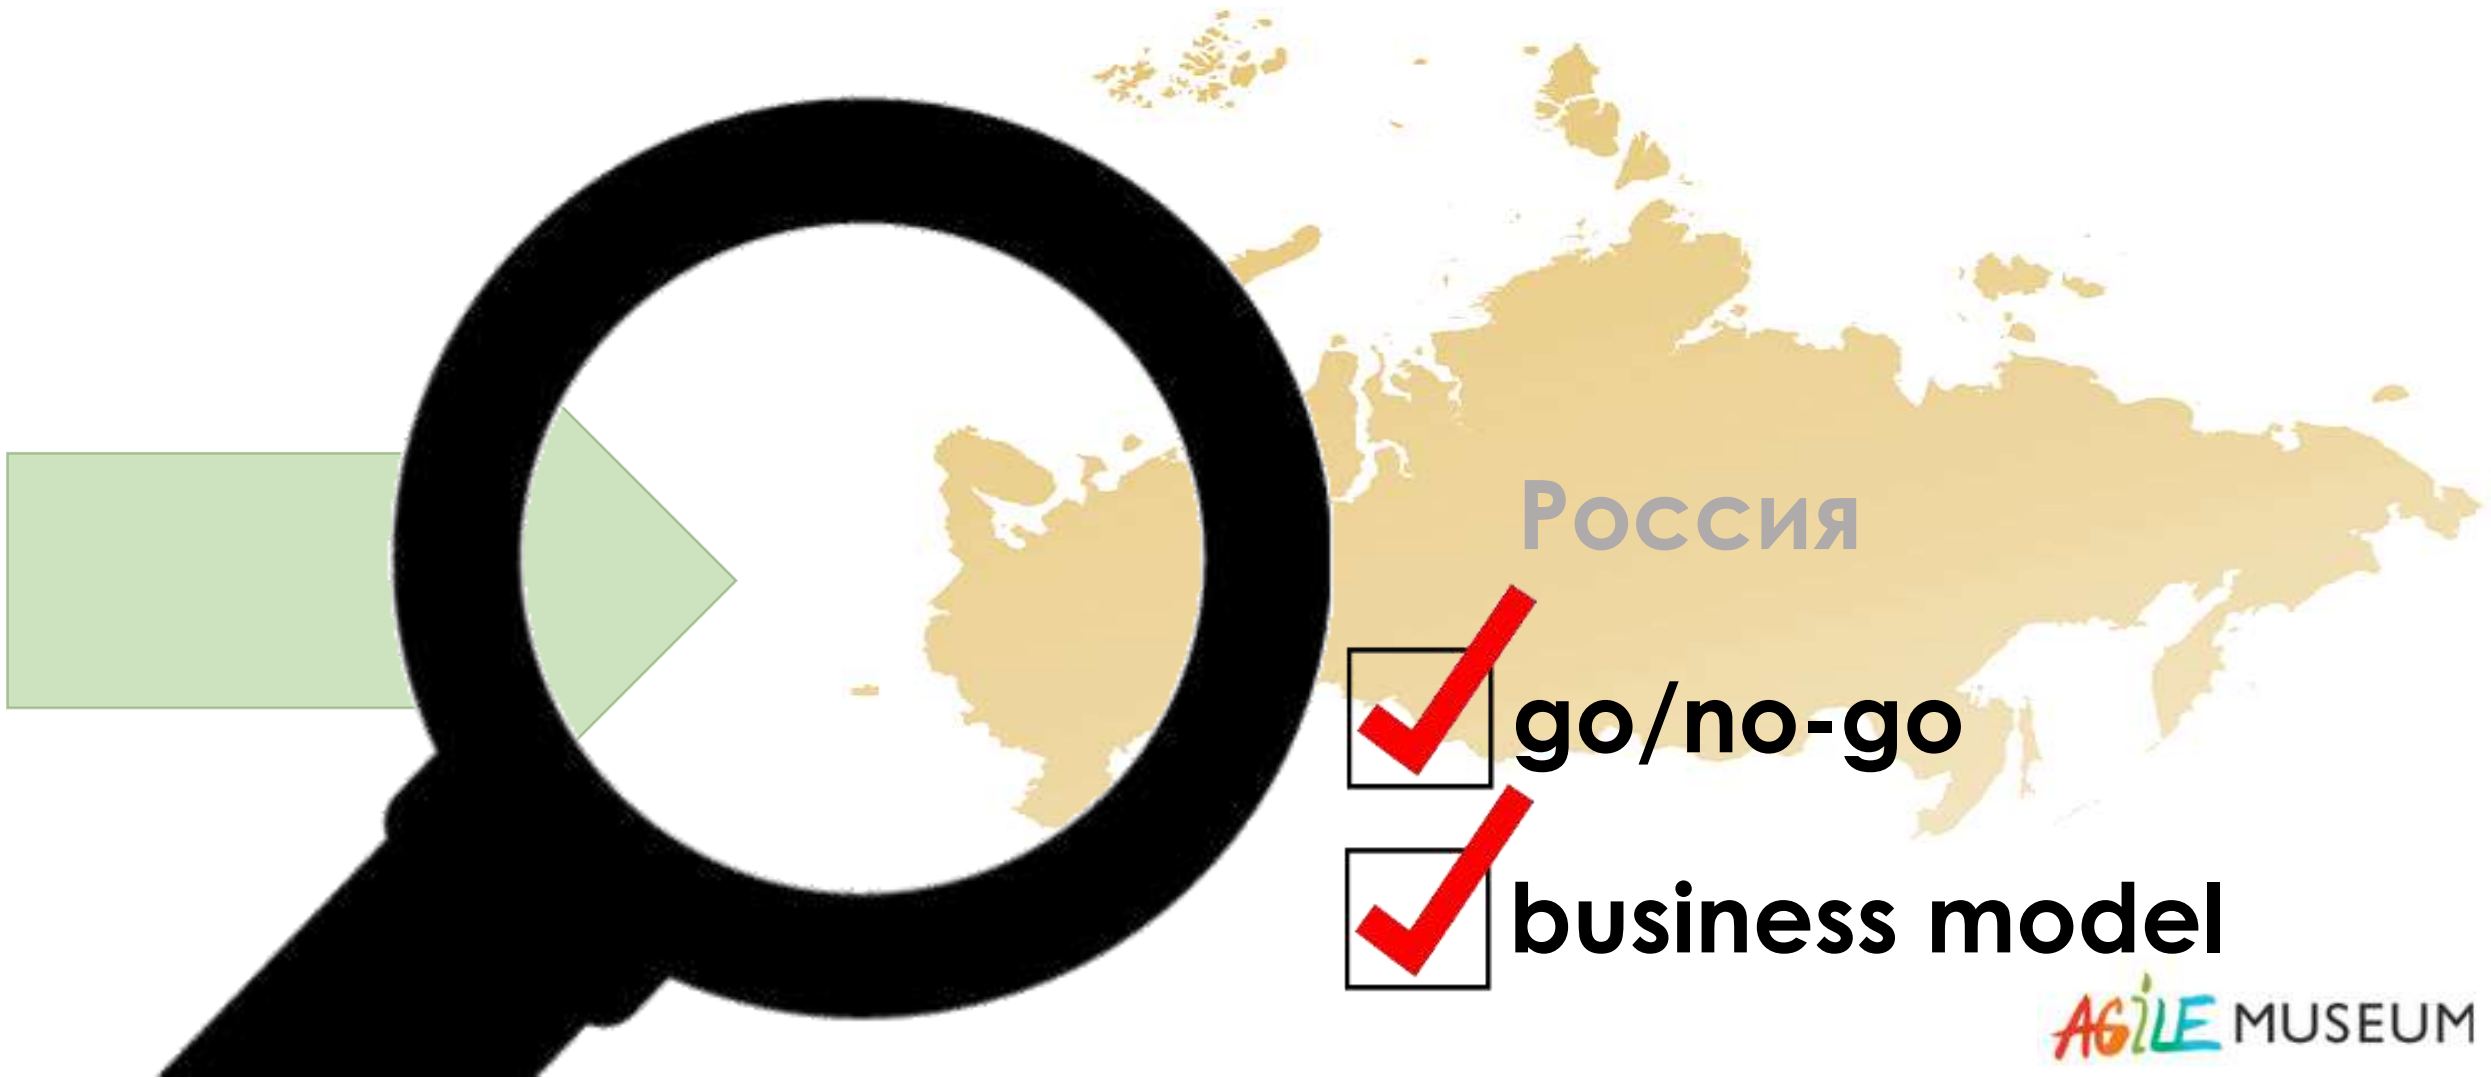 Россия
go/no-go
business model
AGiLE MUSEUM